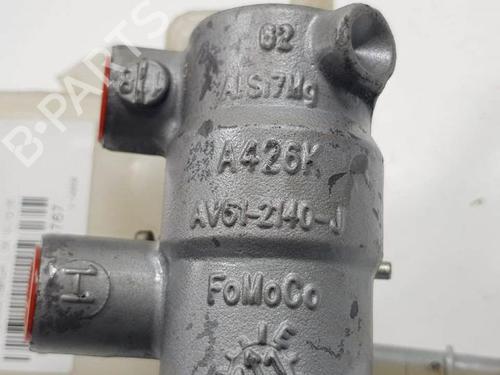 62
AlSi7Mg
A426K
AV61-2140-J
FoMoCo
H
B-PARTS